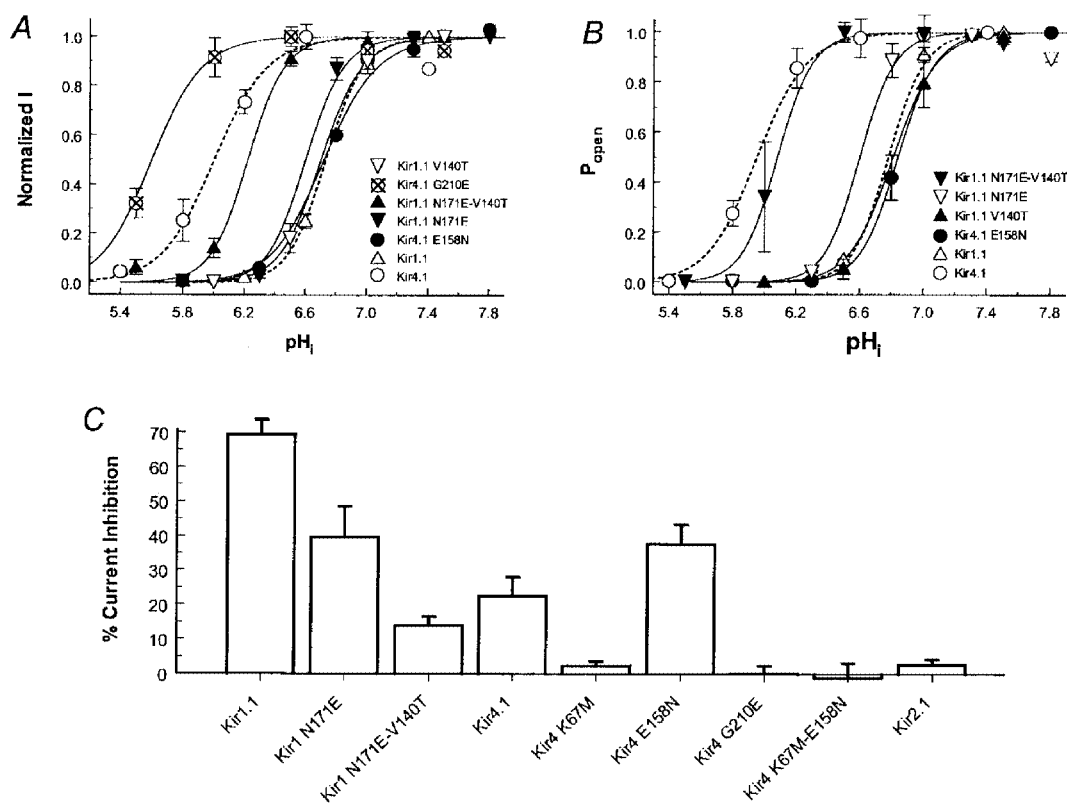 A
Normalized I
1.0
0.8
0.6
0.4
0.2
0.0
5.4 5.8 6.2 6.6 7.0 7.4 7.8
pHi
Kir1.1 V140T
Kir4.1 G210E
Kir1.1 N171E-V140T
Kir1.1 N171E
Kir4.1 E158N
Kir1.1
Kir4.1
B
Popen
1.0
0.8
0.6
0.4
0.2
0.0
5.4 5.8 6.2 6.6 7.0 7.4 7.8
pHi
Kir1.1 N171E-V140T
Kir1.1 N171E
Kir1.1 V140T
Kir4.1 E158N
Kir1.1
Kir4.1
C
% Current Inhibition
70
60
50
40
30
20
10
0
Kir1.1
Kir1 N171E
Kir1 N171E-V140T
Kir4.1
Kir4 K67M
Kir4 E158N
Kir4 G210E
Kir4 K67M-E158N
Kir2.1